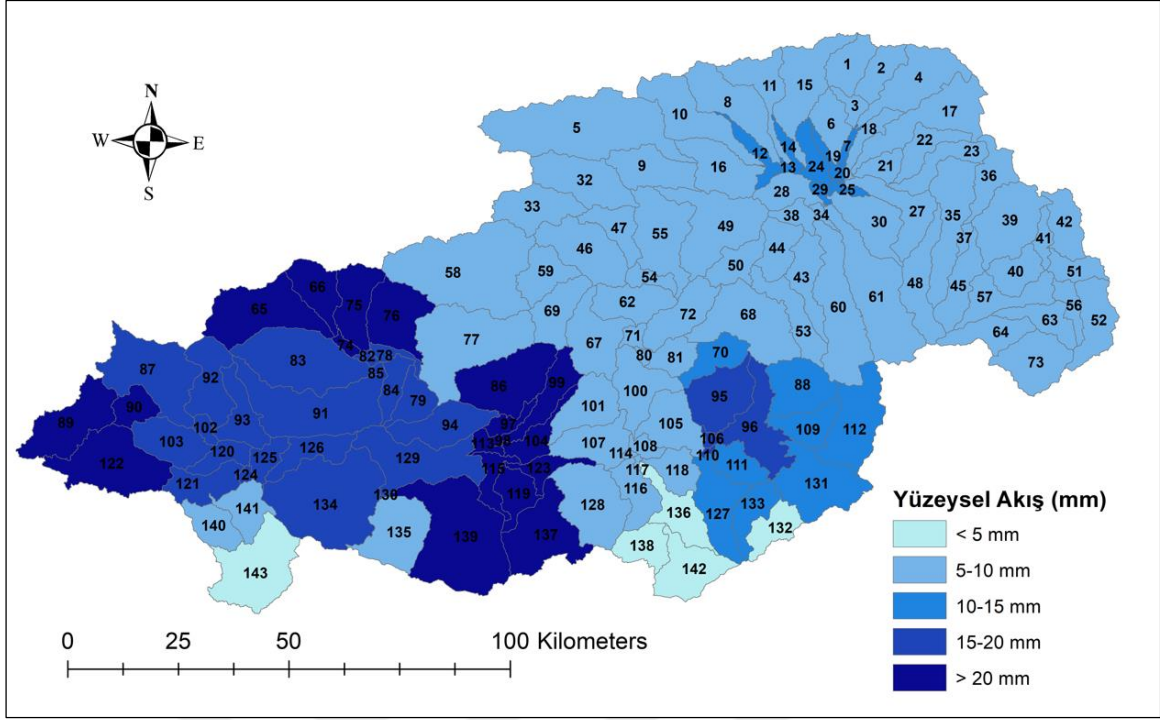 N
W E
S
1 2 4
11 15
8 3 17
10 6 18
5 7 22
14 19 23
12 24 21
9 16 13 20 36
32 28 29 25
33 38 34 30 27 35 39 42
47 55 49 37 41
46 44
58 59 54 50 43 40 51
62 60 61 48 45 57 56
66 69 72 68 63 52
65 75 76 53 64
74 77 67 71 73
82 78 80 81 70
87 83 85
92 84 79 86 99 100 95 88
90 93 91 101
89 102 94 97 105 96 109 112
103 126 113 98 104 107 108 106
120 125 129 114 110 111
122 124 115 123 117 118 131
121 130 119 116
141 134 128 136 127 133
140 135 139 137 138 132
143 142
0 25 50 100 Kilometers
Yüzeysel Akış (mm)
< 5 mm
5-10 mm
10-15 mm
15-20 mm
> 20 mm